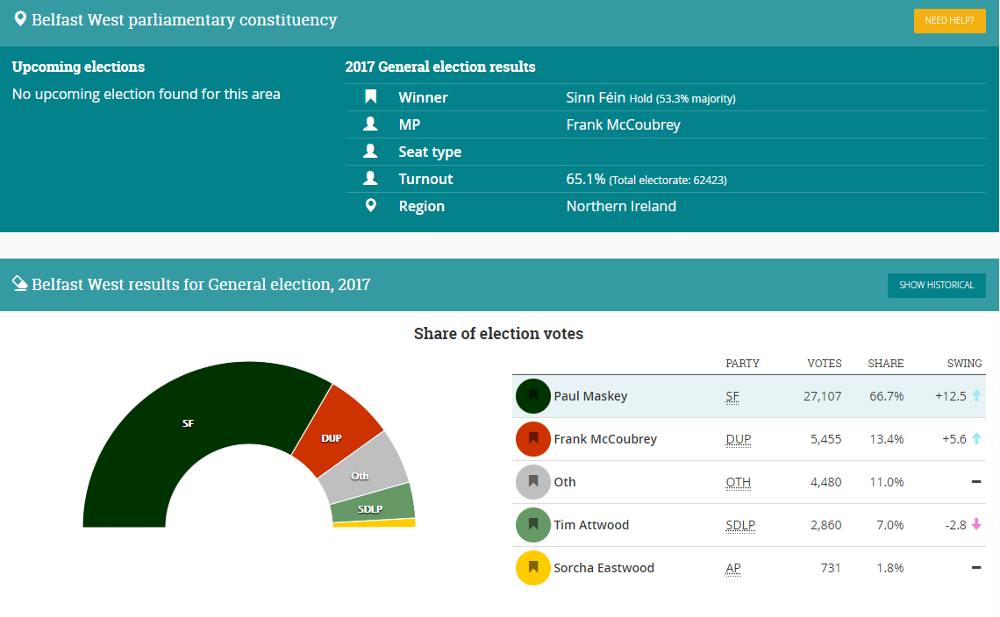 Belfast West parliamentary constituency
NEED HELP?
Upcoming elections
No upcoming election found for this area
2017 General election results
Winner Sinn Féin Hold (53.3% majority)
MP Frank McCoubrey
Seat type
Turnout 65.1% (Total electorate: 62423)
Region Northern Ireland
Belfast West results for General election, 2017
SHOW HISTORICAL
Share of election votes
SF
DUP
Oth
SDLP
PARTY VOTES SHARE SWING
Paul Maskey SF 27,107 66.7% +12.5
Frank McCoubrey DUP 5,455 13.4% +5.6
Oth OTH 4,480 11.0% –
Tim Attwood SDLP 2,860 7.0% -2.8
Sorcha Eastwood AP 731 1.8% –